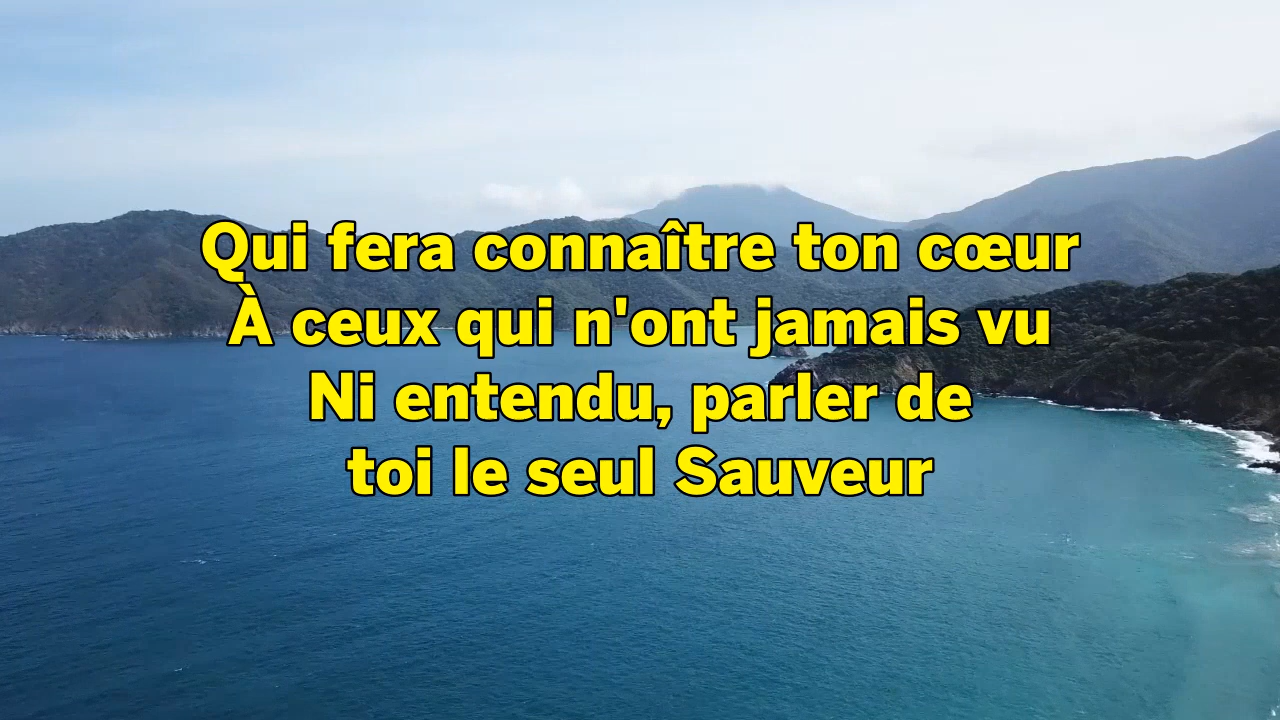 Qui fera connaître ton cœur
À ceux qui n'ont jamais vu
Ni entendu, parler de
toi le seul Sauveur